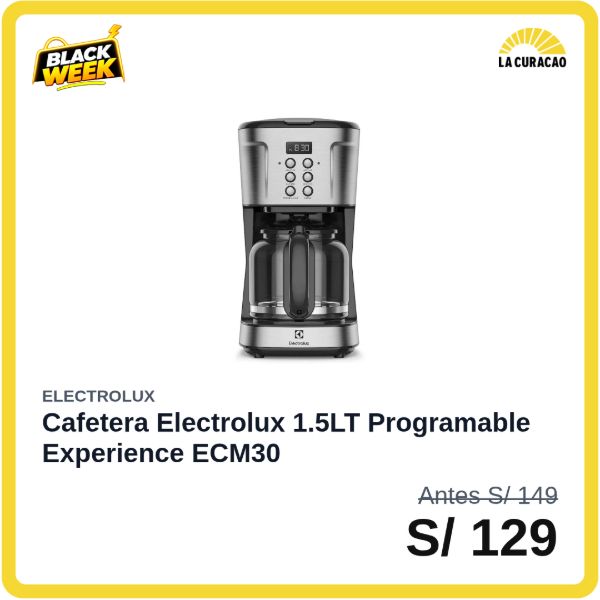 BLACK
WEEK
LA CURACAO
8:30
Electrolux
ELECTROLUX
Cafetera Electrolux 1.5LT Programable
Experience ECM30
Antes S/ 149
S/ 129